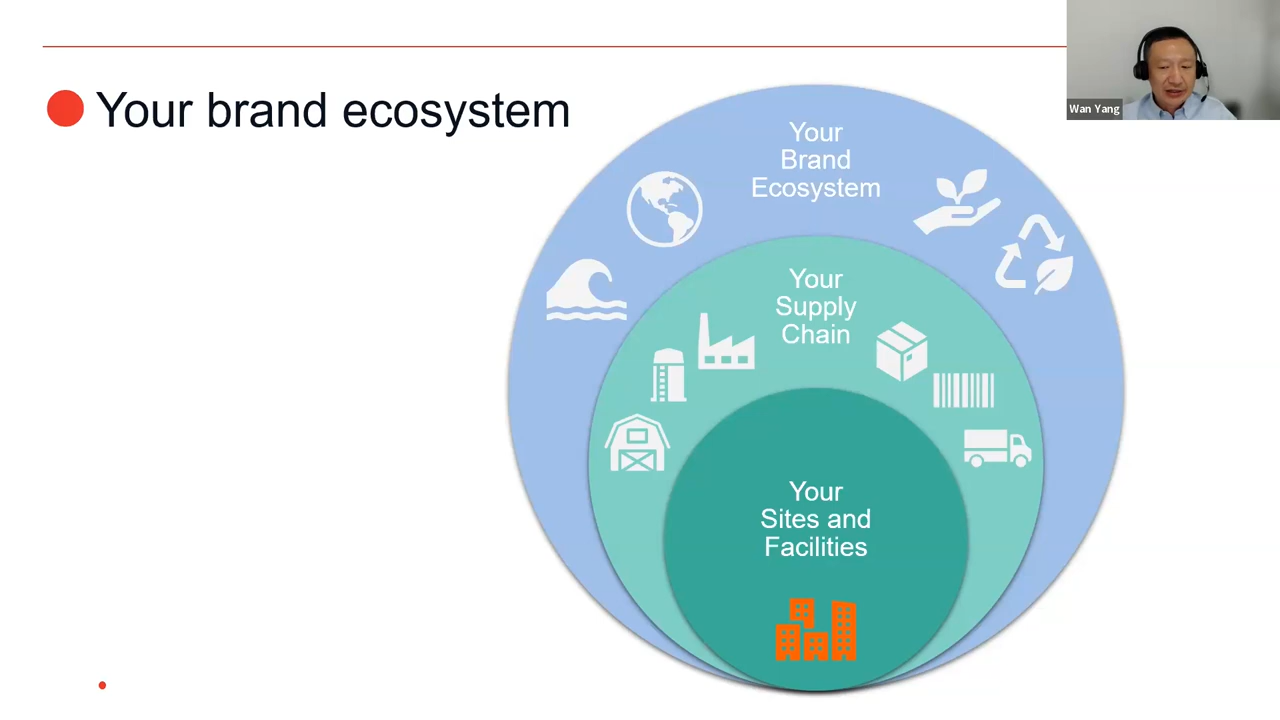 Your brand ecosystem
Your
Brand
Ecosystem
Your
Supply
Chain
Your
Sites and
Facilities
Wan Yang